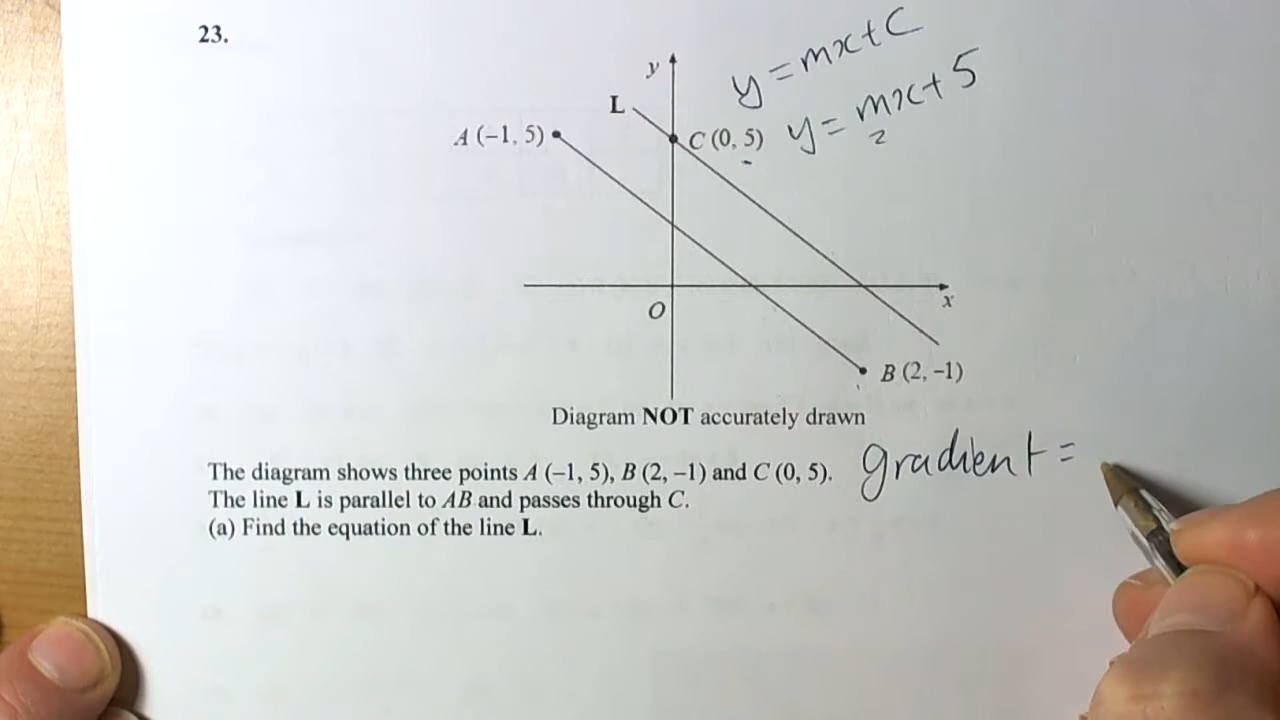 23.
y = mx + C
y = mx + 5
2
y
L
A (−1, 5)
C (0, 5)
O
x
B (2, −1)
Diagram NOT accurately drawn
gradient =
The diagram shows three points A (−1, 5), B (2, −1) and C (0, 5).
The line L is parallel to AB and passes through C.
(a) Find the equation of the line L.